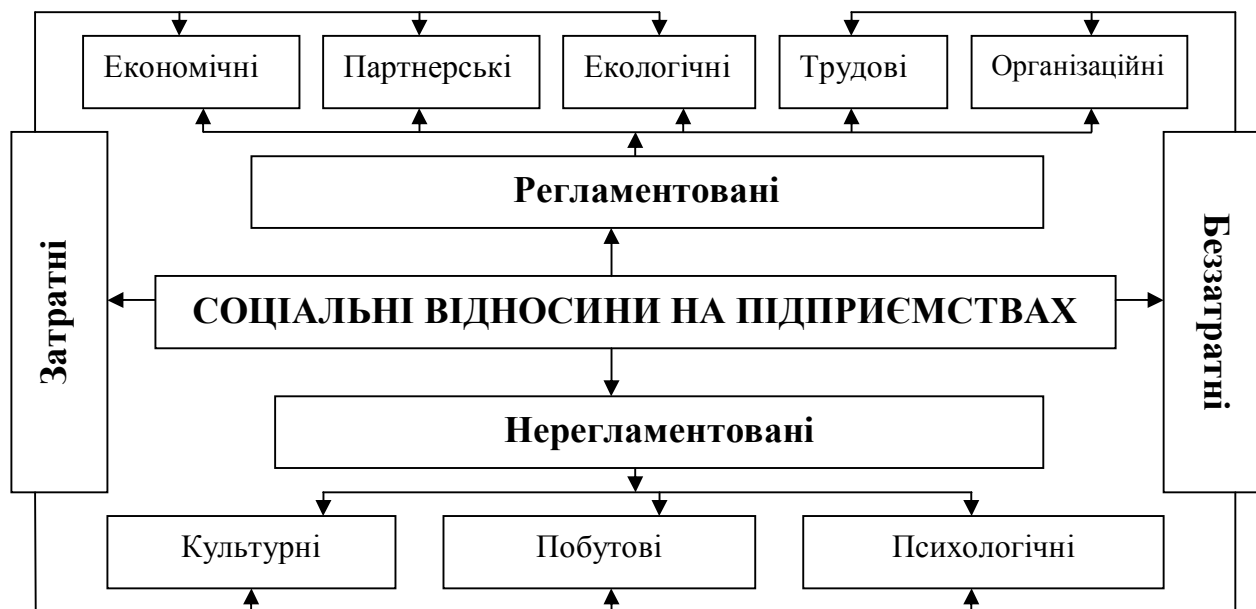 Економічні
Партнерські
Екологічні
Трудові
Організаційні
Регламентовані
Затратні
СОЦІАЛЬНІ ВІДНОСИНИ НА ПІДПРИЄМСТВАХ
Беззатратні
Нерегламентовані
Культурні
Побутові
Психологічні